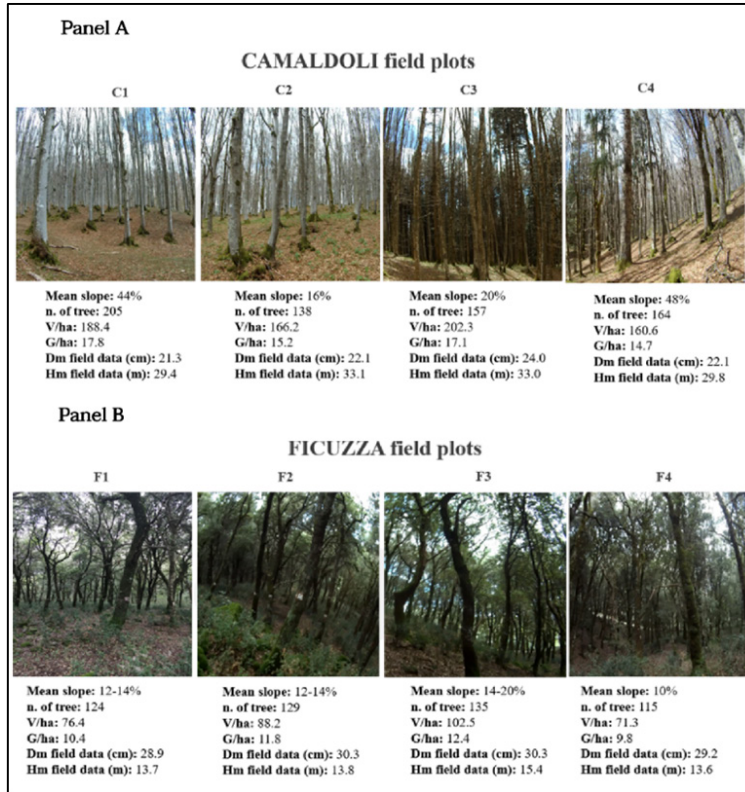 Panel A
CAMALDOLI field plots
C1
C2
C3
C4
Mean slope: 44%
n. of tree: 205
V/ha: 188.4
G/ha: 17.8
Dm field data (cm): 21.3
Hm field data (m): 29.4
Mean slope: 16%
n. of tree: 138
V/ha: 166.2
G/ha: 15.2
Dm field data (cm): 22.1
Hm field data (m): 33.1
Mean slope: 20%
n. of tree: 157
V/ha: 202.3
G/ha: 17.1
Dm field data (cm): 24.0
Hm field data (m): 33.0
Mean slope: 48%
n. of tree: 164
V/ha: 160.6
G/ha: 14.7
Dm field data (cm): 22.1
Hm field data (m): 29.8
Panel B
FICUZZA field plots
F1
F2
F3
F4
Mean slope: 12-14%
n. of tree: 124
V/ha: 76.4
G/ha: 10.4
Dm field data (cm): 28.9
Hm field data (m): 13.7
Mean slope: 12-14%
n. of tree: 129
V/ha: 88.2
G/ha: 11.8
Dm field data (cm): 30.3
Hm field data (m): 13.8
Mean slope: 14-20%
n. of tree: 135
V/ha: 102.5
G/ha: 12.4
Dm field data (cm): 30.3
Hm field data (m): 15.4
Mean slope: 10%
n. of tree: 115
V/ha: 71.3
G/ha: 9.8
Dm field data (cm): 29.2
Hm field data (m): 13.6